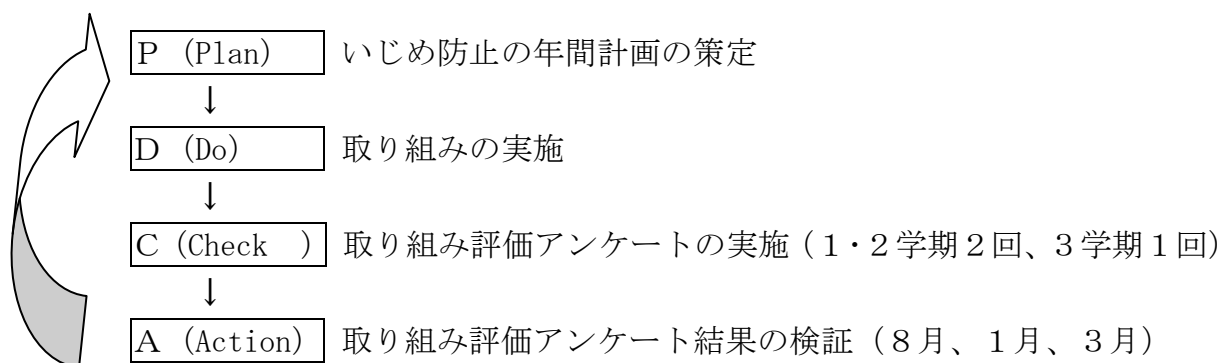 P (Plan) いじめ防止の年間計画の策定
↓
D (Do) 取り組みの実施
↓
C (Check ) 取り組み評価アンケートの実施（1・2学期2回、3学期1回）
↓
A (Action) 取り組み評価アンケート結果の検証（8月、1月、3月）